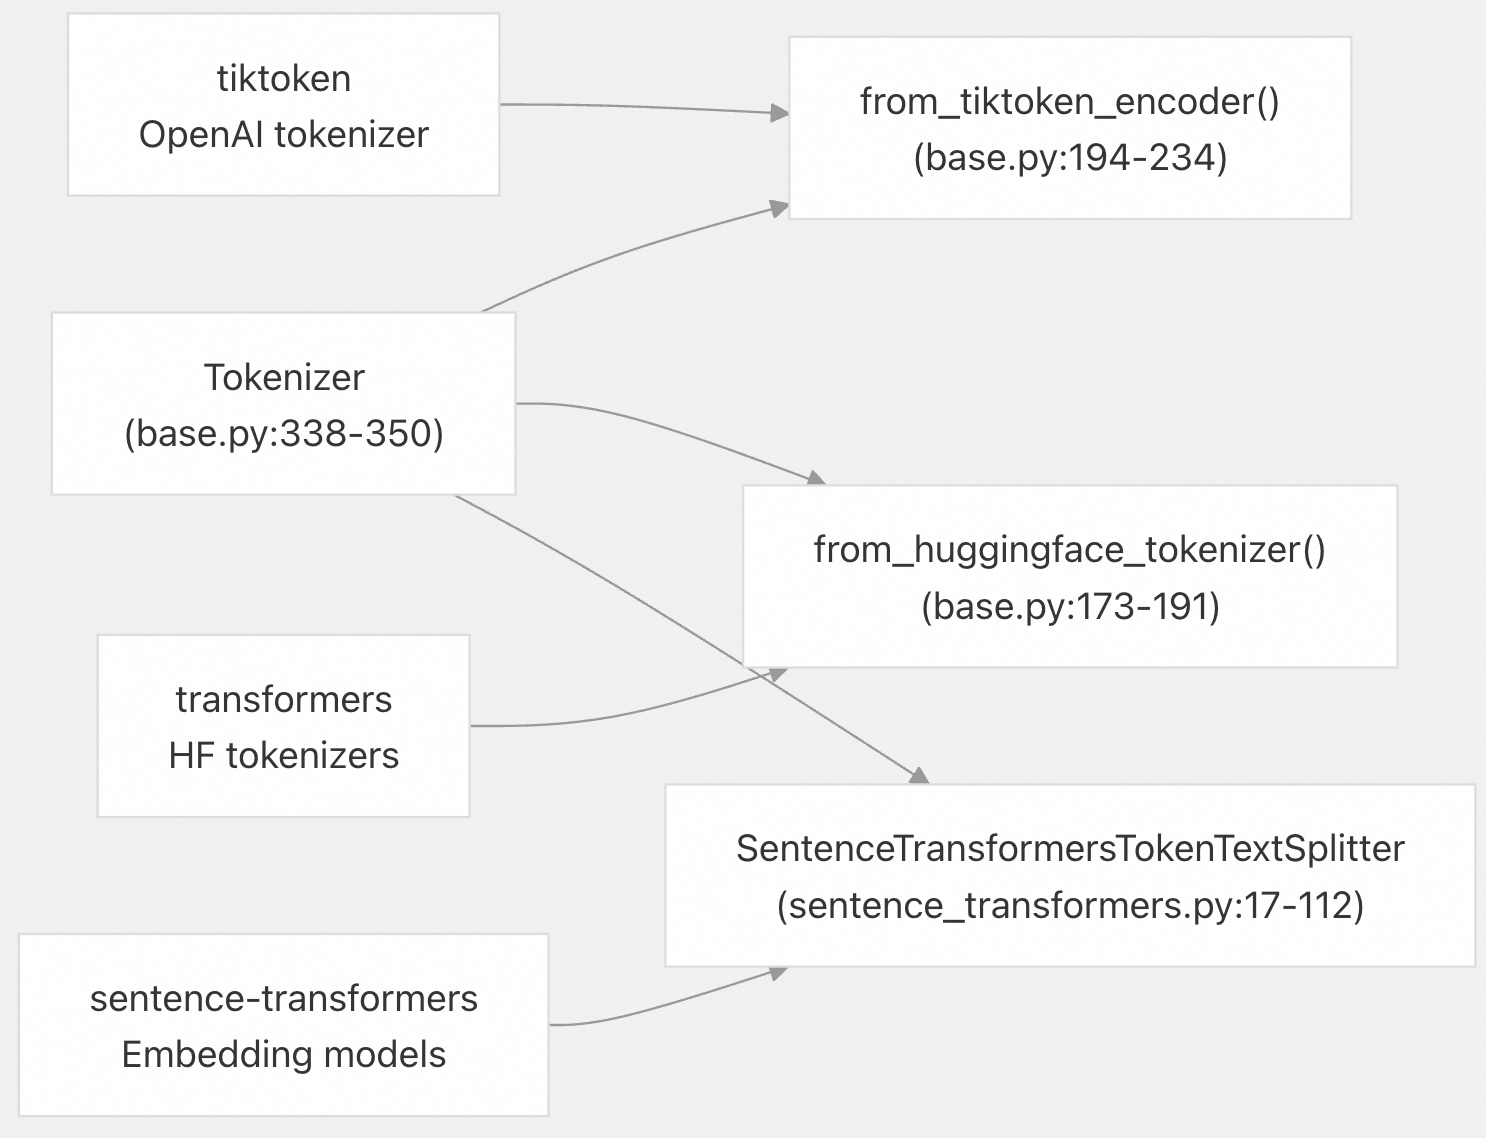 tiktoken
OpenAI tokenizer
from_tiktoken_encoder()
(base.py:194-234)
Tokenizer
(base.py:338-350)
from_huggingface_tokenizer()
(base.py:173-191)
transformers
HF tokenizers
SentenceTransformersTokenTextSplitter
(sentence_transformers.py:17-112)
sentence-transformers
Embedding models